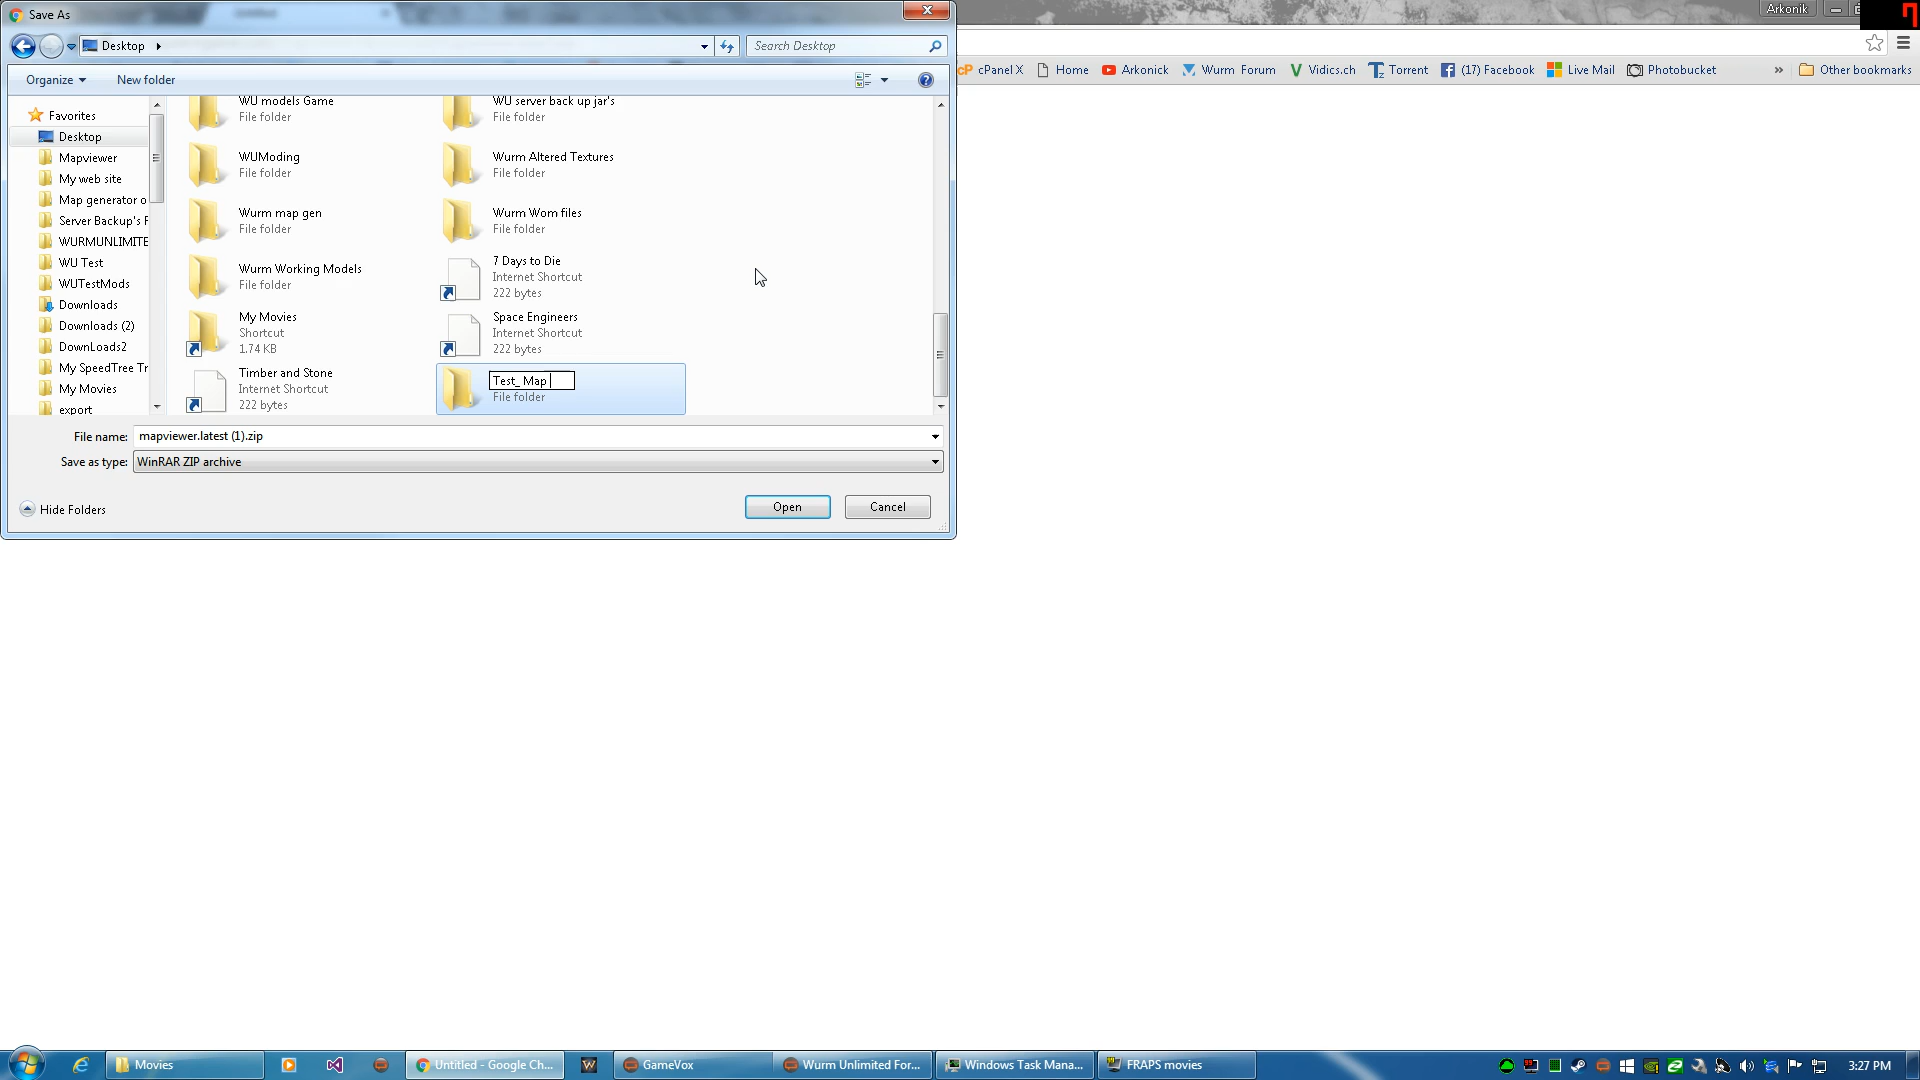 Save As
Arkonik
Desktop
Search Desktop
Organize
New folder
cPanel X
Home
Arkonick
Wurm Forum
Vidics.ch
Torrent
(17) Facebook
Live Mail
Photobucket
»
Other bookmarks
Favorites
Desktop
Mapviewer
My web site
Map generator o
Server Backup's F
WURMUNLIMITE
WU Test
WUTestMods
Downloads
Downloads (2)
DownLoads2
My SpeedTree Tr
My Movies
export
WU models Game
File folder
WU server back up jar's
File folder
WUModing
File folder
Wurm Altered Textures
File folder
Wurm map gen
File folder
Wurm Wom files
File folder
Wurm Working Models
File folder
7 Days to Die
Internet Shortcut
222 bytes
My Movies
Shortcut
1.74 KB
Space Engineers
Internet Shortcut
222 bytes
Timber and Stone
Internet Shortcut
222 bytes
Test_ Map
File folder
File name:
mapviewer.latest (1).zip
Save as type:
WinRAR ZIP archive
Hide Folders
Open
Cancel
Movies
Untitled - Google Ch...
GameVox
Wurm Unlimited For...
Windows Task Mana...
FRAPS movies
3:27 PM